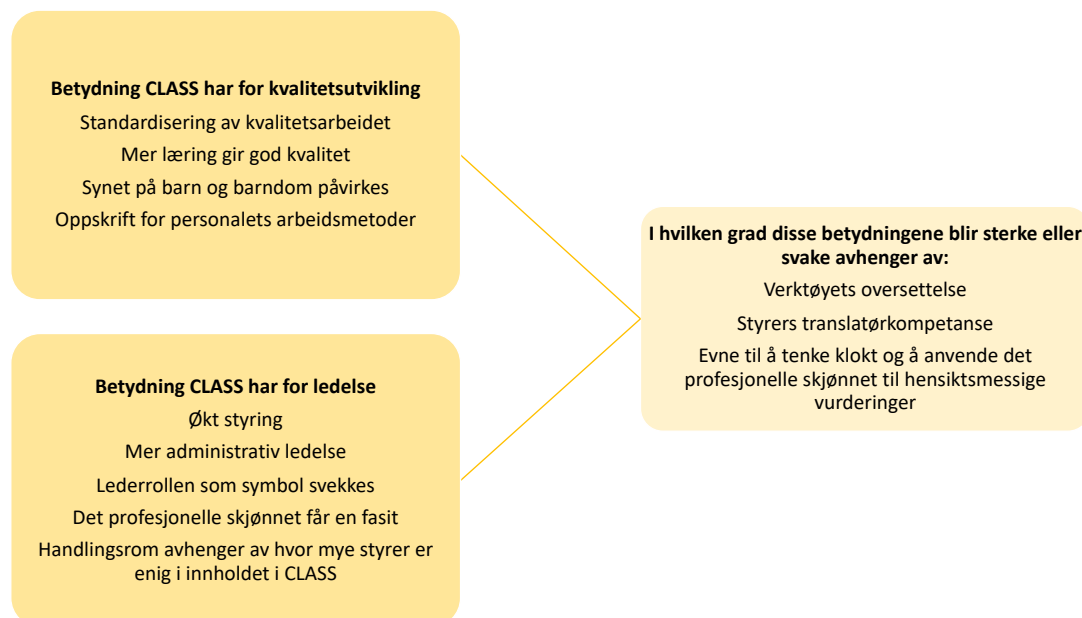 Betydning CLASS har for kvalitetsutvikling
Standardisering av kvalitetsarbeidet
Mer læring gir god kvalitet
Synet på barn og barndom påvirkes
Oppskrift for personalets arbeidsmetoder
Betydning CLASS har for ledelse
Økt styring
Mer administrativ ledelse
Lederrollen som symbol svekkes
Det profesjonelle skjønnet får en fasit
Handlingsrom avhenger av hvor mye styrer er
enig i innholdet i CLASS
I hvilken grad disse betydningene blir sterke eller
svake avhenger av:
Verktøyets oversettelse
Styrers translatørkompetanse
Evne til å tenke klokt og å anvende det
profesjonelle skjønnet til hensiktsmessige
vurderinger